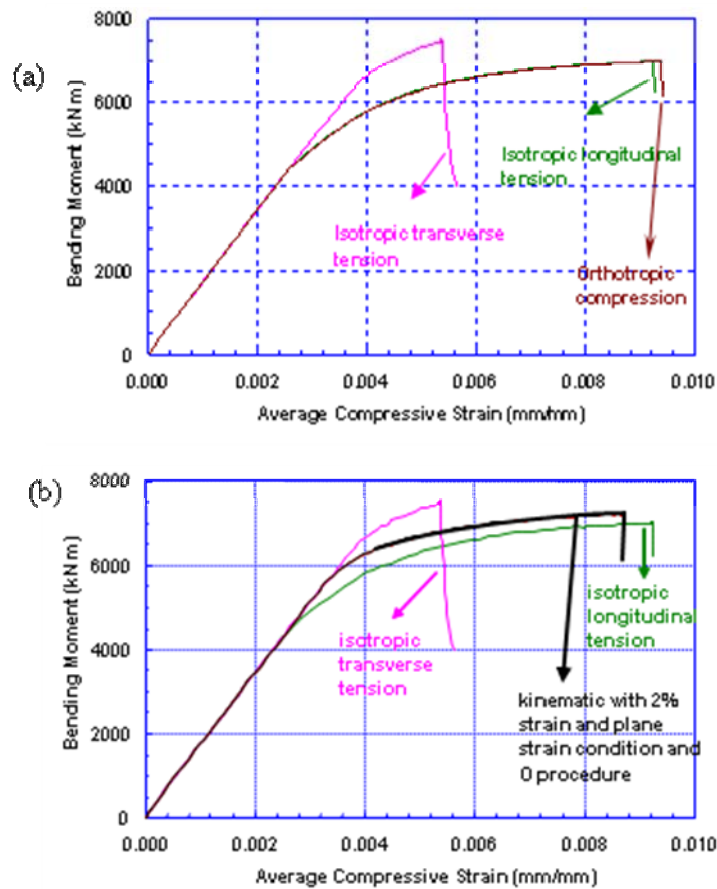 (a)
8000
6000
4000
2000
0
Bending Moment (kNm)
Isotropic longitudinal
tension
Isotropic transverse
tension
Orthotropic
compression
0.000 0.002 0.004 0.006 0.008 0.010
Average Compressive Strain (mm/mm)
(b)
8000
6000
4000
2000
0
Bending Moment (kNm)
isotropic
longitudinal
tension
isotropic
transverse
tension
kinematic with 2%
strain and plane
strain condition and
0 procedure
0.000 0.002 0.004 0.006 0.008 0.010
Average Compressive Strain (mm/mm)